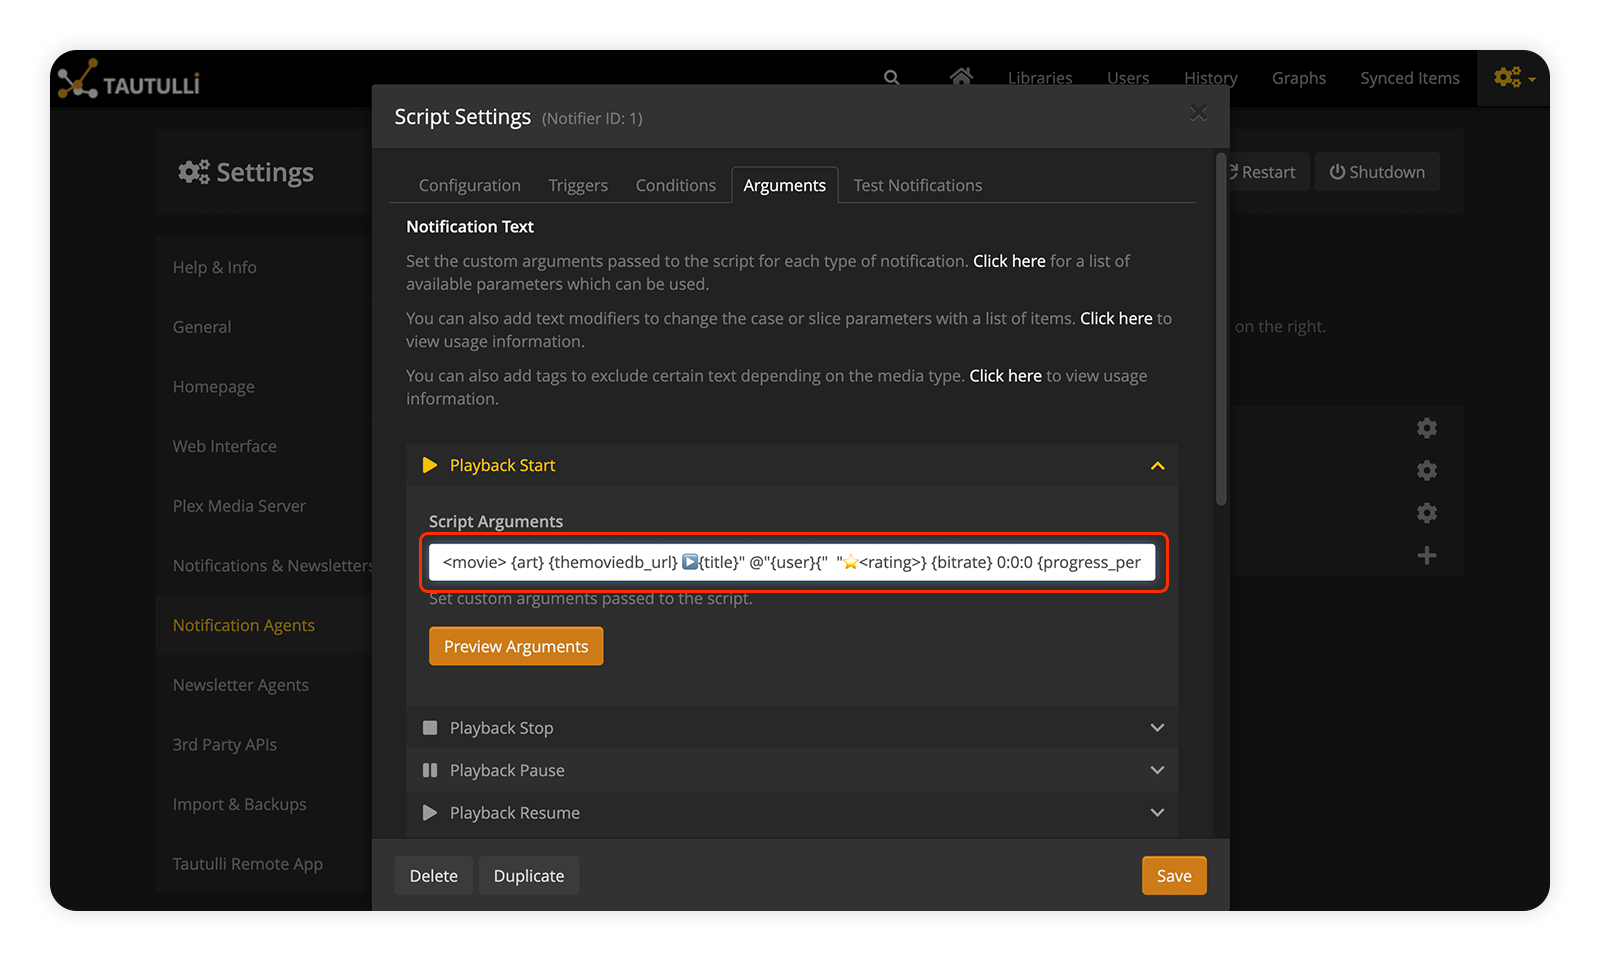 TAUTULLI
Libraries
Users
History
Graphs
Synced Items
Settings
Restart
Shutdown
Help & Info
General
Homepage
Web Interface
Plex Media Server
Notifications & Newsletters
Notification Agents
Newsletter Agents
3rd Party APIs
Import & Backups
Tautulli Remote App
on the right.
Script Settings (Notifier ID: 1)
Configuration
Triggers
Conditions
Arguments
Test Notifications
Notification Text
Set the custom arguments passed to the script for each type of notification. Click here for a list of
available parameters which can be used.
You can also add text modifiers to change the case or slice parameters with a list of items. Click here to
view usage information.
You can also add tags to exclude certain text depending on the media type. Click here to view usage
information.
Playback Start
Script Arguments
<movie> {art} {themoviedb_url} ▶️{title}" @"{user}{"  "⭐<rating>} {bitrate} 0:0:0 {progress_per
Set custom arguments passed to the script.
Preview Arguments
Playback Stop
Playback Pause
Playback Resume
Delete
Duplicate
Save